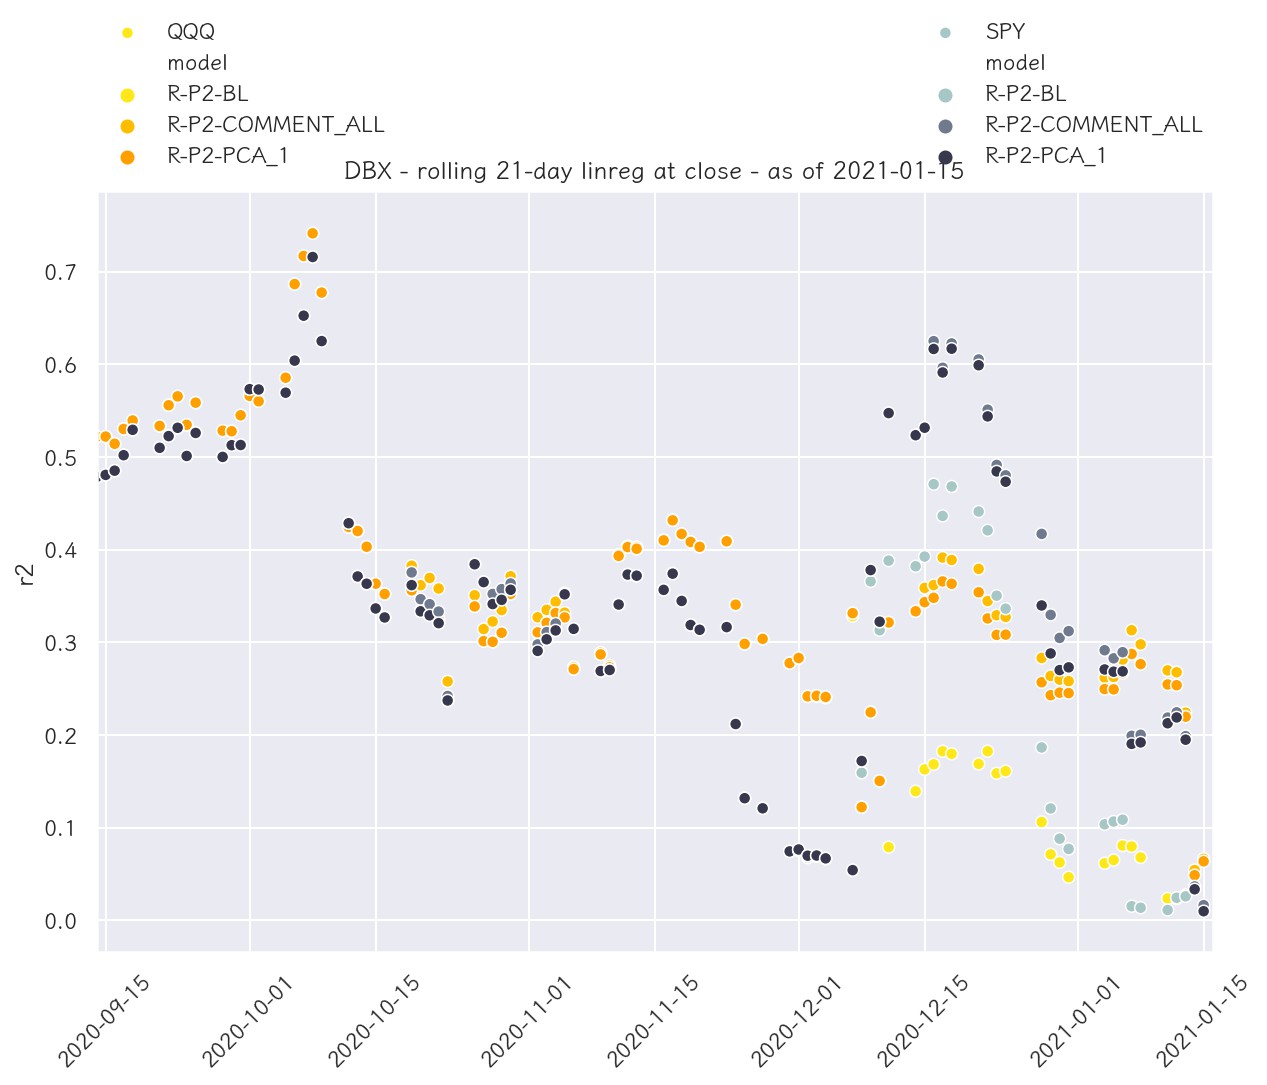 QQQ
model
R-P2-BL
R-P2-COMMENT_ALL
R-P2-PCA_1
SPY
model
R-P2-BL
R-P2-COMMENT_ALL
R-P2-PCA_1
DBX - rolling 21-day linreg at close - as of 2021-01-15
r2
0.7
0.6
0.5
0.4
0.3
0.2
0.1
0.0
2020-09-15
2020-10-01
2020-10-15
2020-11-01
2020-11-15
2020-12-01
2020-12-15
2021-01-01
2021-01-15